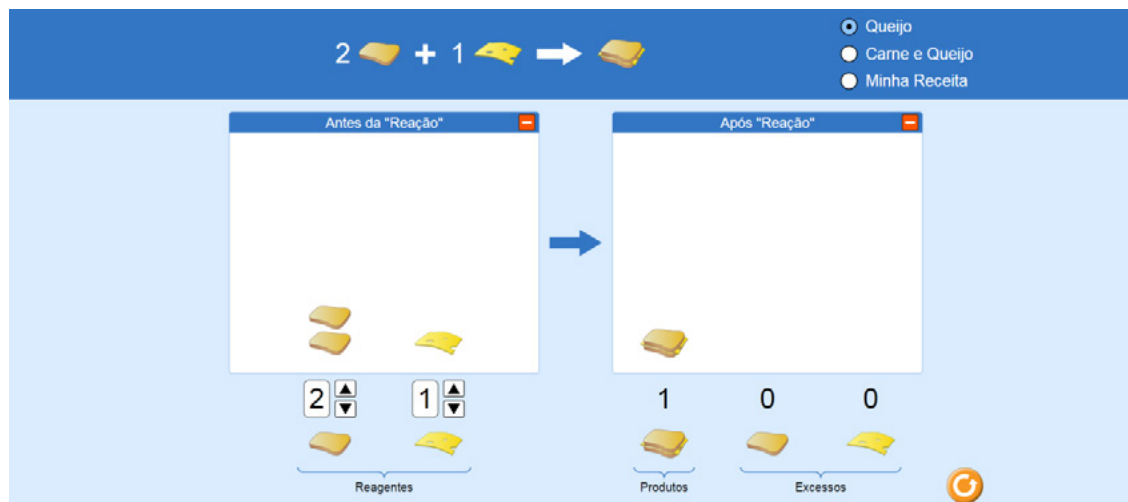 2 + 1
Queijo
Carne e Queijo
Minha Receita
Antes da "Reação"
Após "Reação"
2 1
1 0 0
Reagentes
Produtos
Excessos